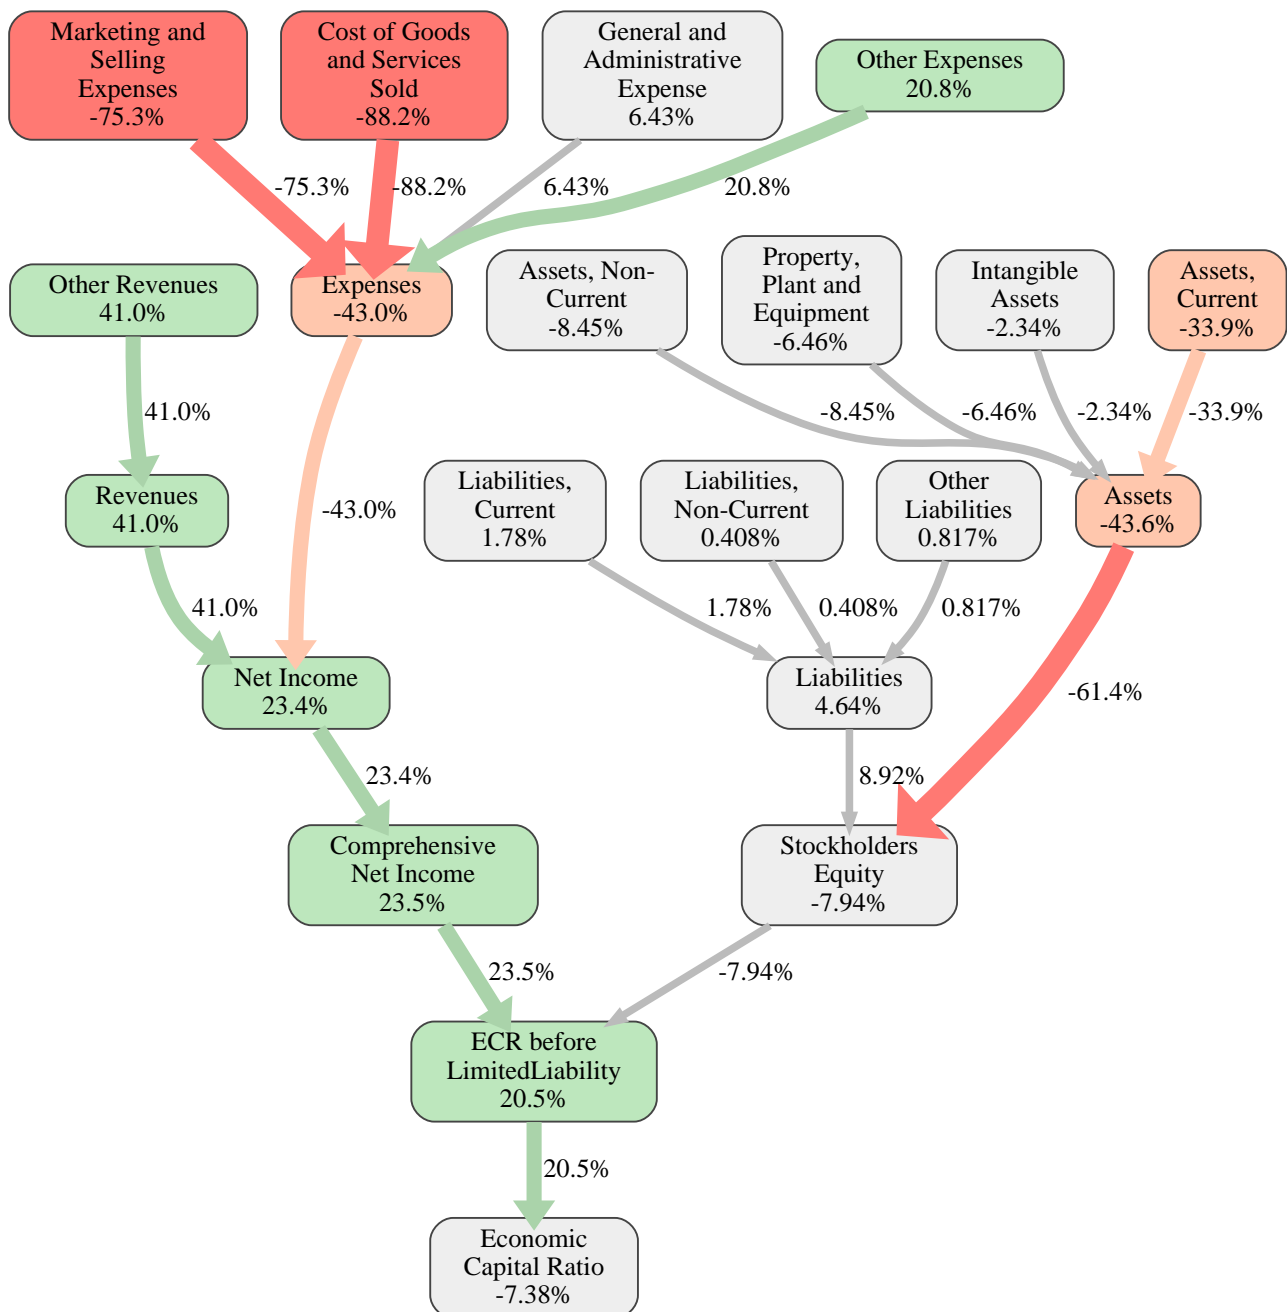 Marketing and
Selling
Expenses
-75.3%
Cost of Goods
and Services
Sold
-88.2%
General and
Administrative
Expense
6.43%
Other Expenses
20.8%
-75.3%
-88.2%
6.43%
20.8%
Other Revenues
41.0%
Expenses
-43.0%
Assets, Non-
Current
-8.45%
Property,
Plant and
Equipment
-6.46%
Intangible
Assets
-2.34%
Assets,
Current
-33.9%
41.0%
-43.0%
-8.45%
-6.46%
-2.34%
-33.9%
Revenues
41.0%
Liabilities,
Current
1.78%
Liabilities,
Non-Current
0.408%
Other
Liabilities
0.817%
Assets
-43.6%
41.0%
1.78%
0.408%
0.817%
-61.4%
Net Income
23.4%
Liabilities
4.64%
23.4%
8.92%
Comprehensive
Net Income
23.5%
Stockholders
Equity
-7.94%
23.5%
-7.94%
ECR before
LimitedLiability
20.5%
20.5%
Economic
Capital Ratio
-7.38%